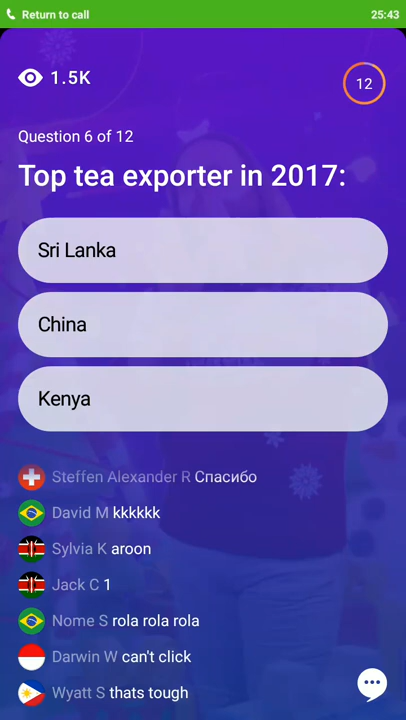 Return to call 25:43
1.5K
12
Question 6 of 12
Top tea exporter in 2017:
Sri Lanka
China
Kenya
Steffen Alexander R Спасибо
David M kkkkkk
Sylvia K aroon
Jack C 1
Nome S rola rola rola
Darwin W can't click
Wyatt S thats tough